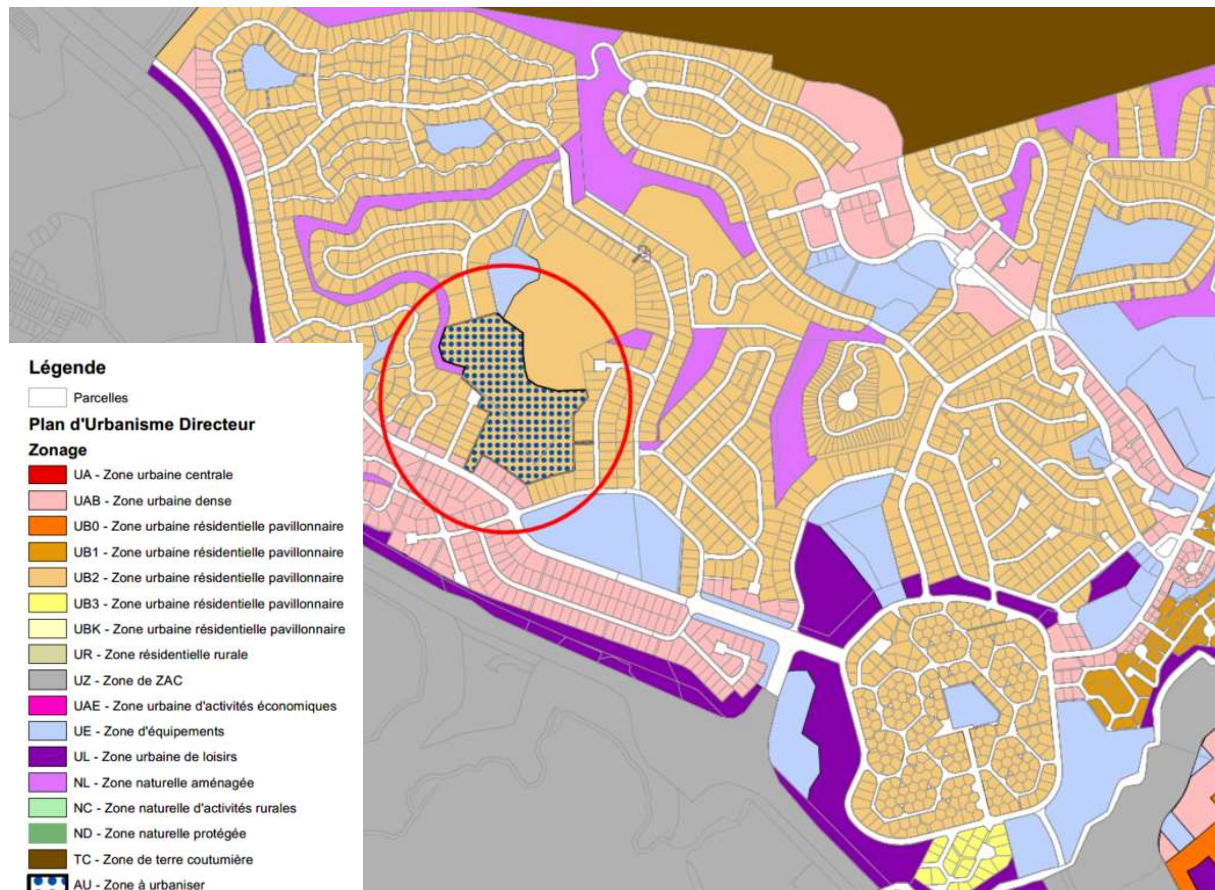 Légende
Parcelles
Plan d'Urbanisme Directeur
Zonage
UA - Zone urbaine centrale
UAB - Zone urbaine dense
UB0 - Zone urbaine résidentielle pavillonnaire
UB1 - Zone urbaine résidentielle pavillonnaire
UB2 - Zone urbaine résidentielle pavillonnaire
UB3 - Zone urbaine résidentielle pavillonnaire
UBK - Zone urbaine résidentielle pavillonnaire
UR - Zone résidentielle rurale
UZ - Zone de ZAC
UAE - Zone urbaine d'activités économiques
UE - Zone d'équipements
UL - Zone urbaine de loisirs
NL - Zone naturelle aménagée
NC - Zone naturelle d'activités rurales
ND - Zone naturelle protégée
TC - Zone de terre coutumière
AU - Zone à urbaniser